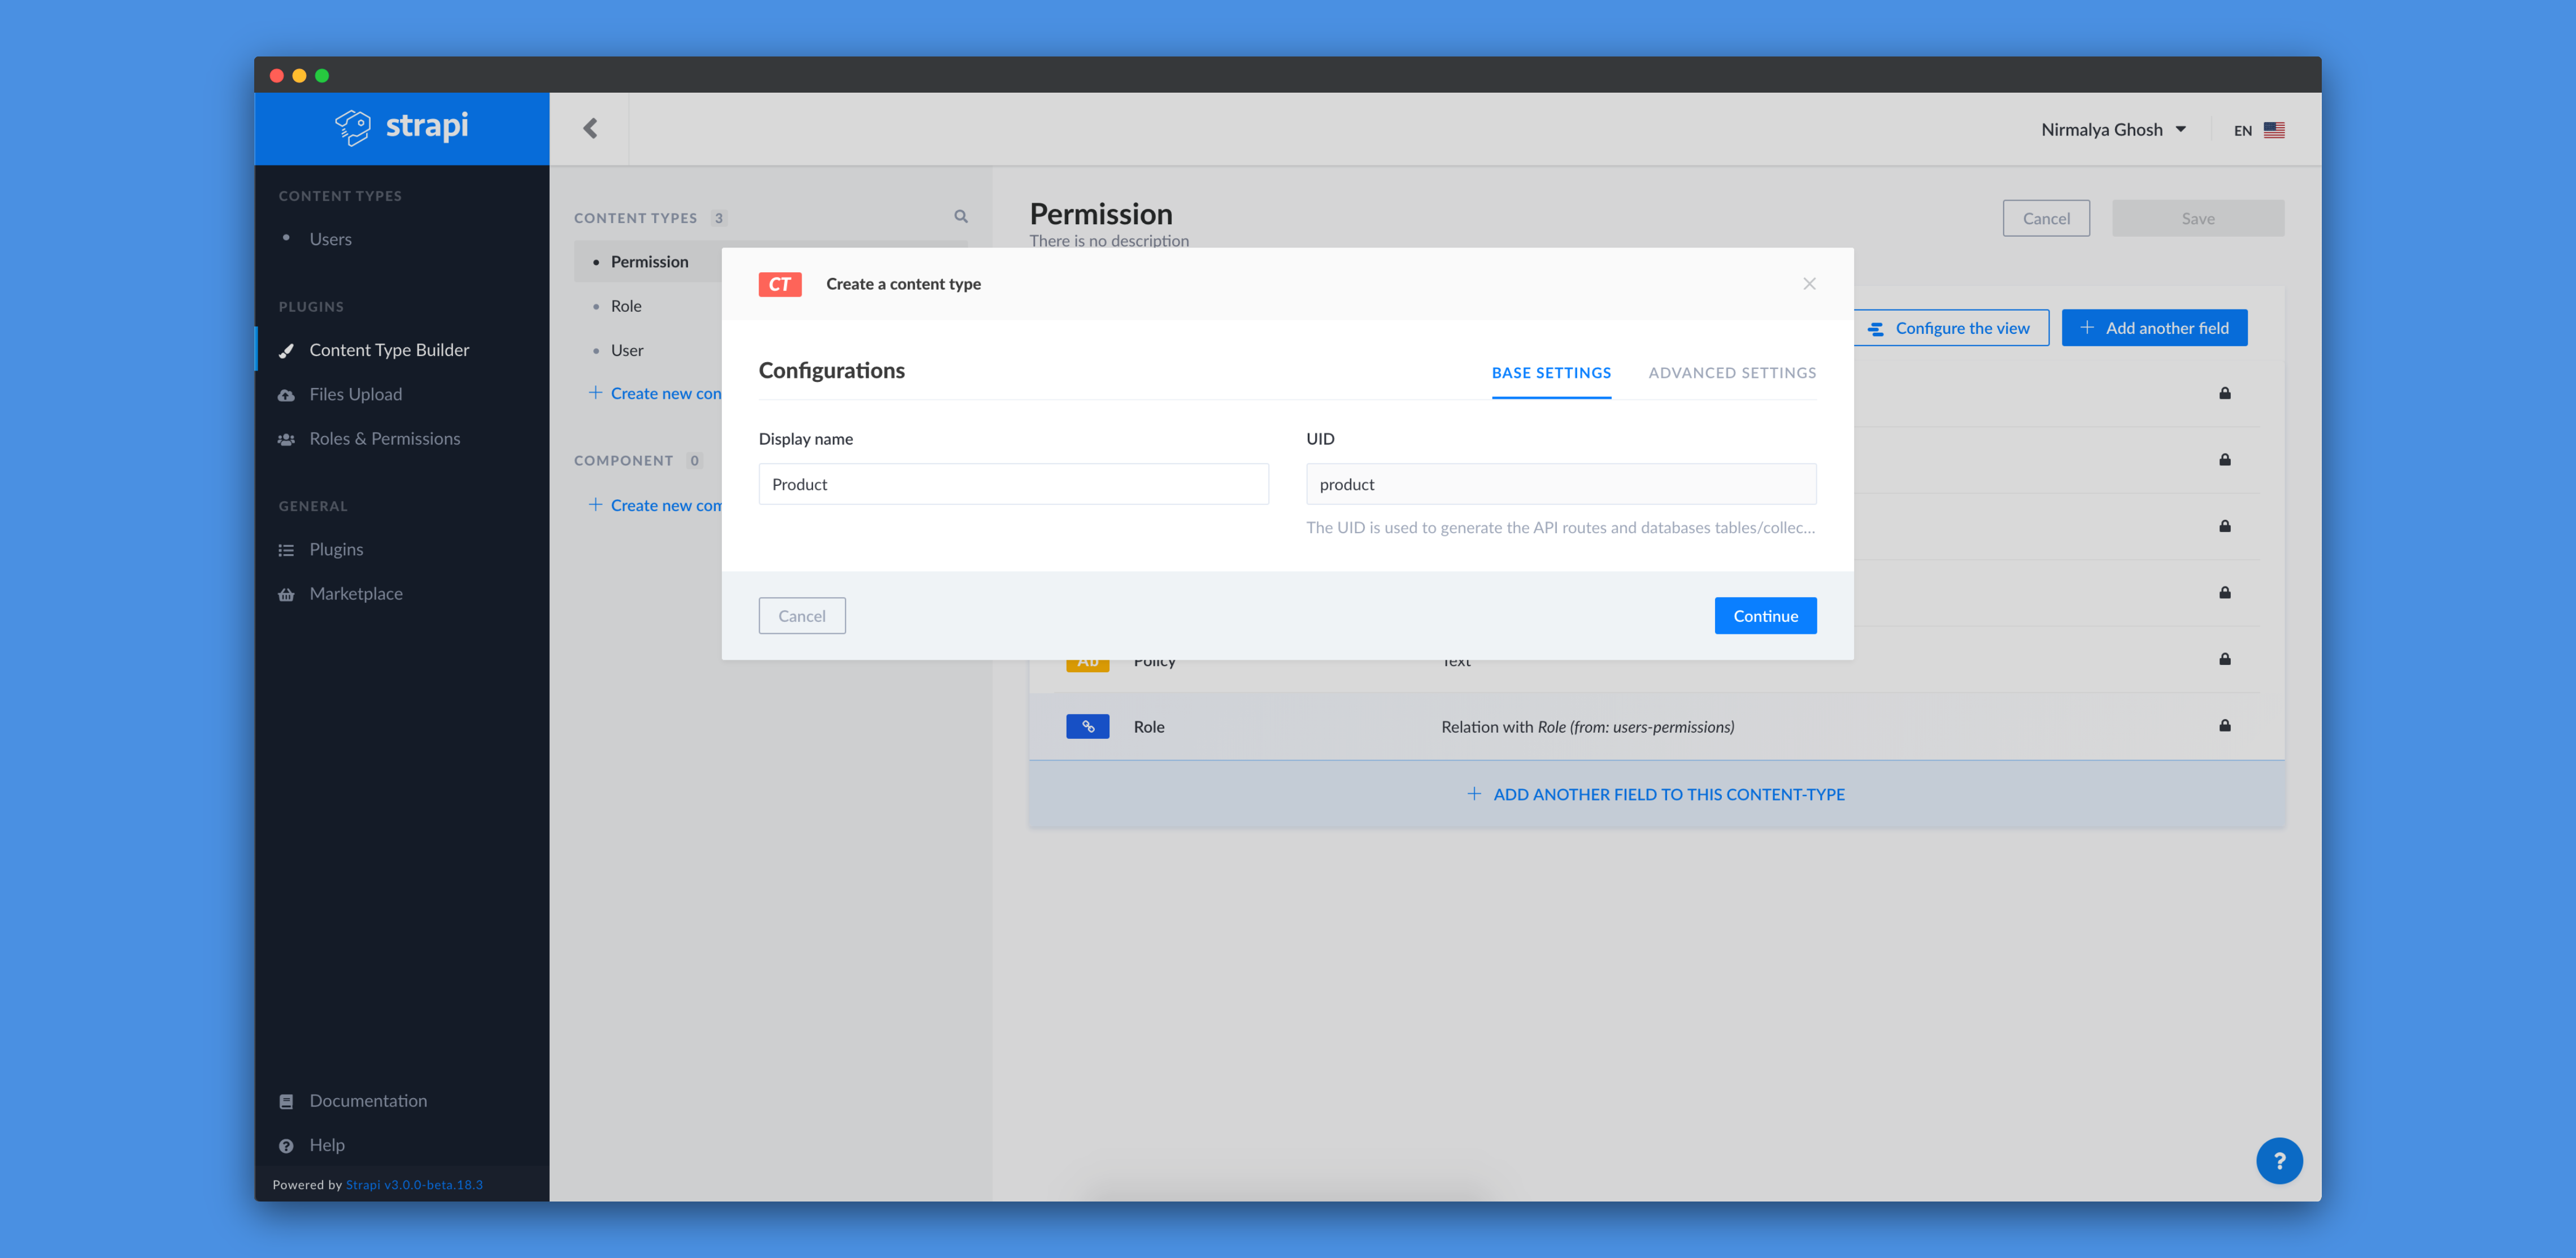 strapi
Nirmalya Ghosh
EN
CONTENT TYPES
Users
PLUGINS
Content Type Builder
Files Upload
Roles & Permissions
GENERAL
Plugins
Marketplace
Documentation
Help
Powered by Strapi v3.0.0-beta.18.3
CONTENT TYPES 3
Permission
Role
User
+ Create new con
COMPONENT 0
+ Create new com
Permission
There is no description
Cancel
Save
Configure the view
+ Add another field
CT Create a content type ×
Configurations
BASE SETTINGS
ADVANCED SETTINGS
Display name
UID
Product
product
The UID is used to generate the API routes and databases tables/collec...
Cancel
Continue
Ab Policy Text
Role Relation with Role (from: users-permissions)
+ ADD ANOTHER FIELD TO THIS CONTENT-TYPE
?